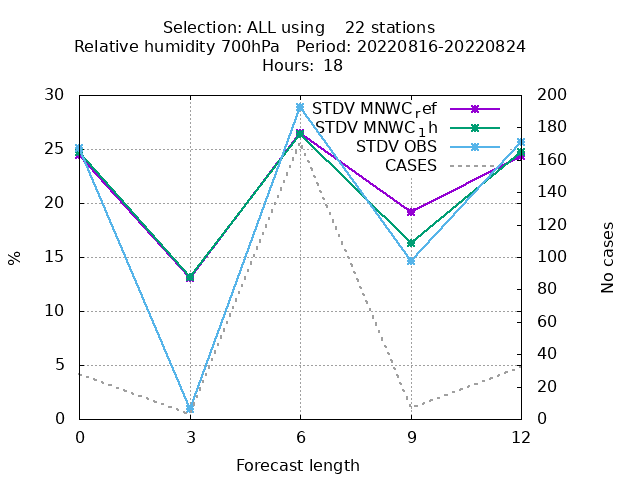 Selection: ALL using    22 stations
Relative humidity 700hPa   Period: 20220816-20220824
Hours: 18
STDV MNWC_ref
STDV MNWC_1h
STDV OBS
CASES
30
25
20
15
10
5
0
%
200
180
160
140
120
100
80
60
40
20
0
No cases
0 3 6 9 12
Forecast length